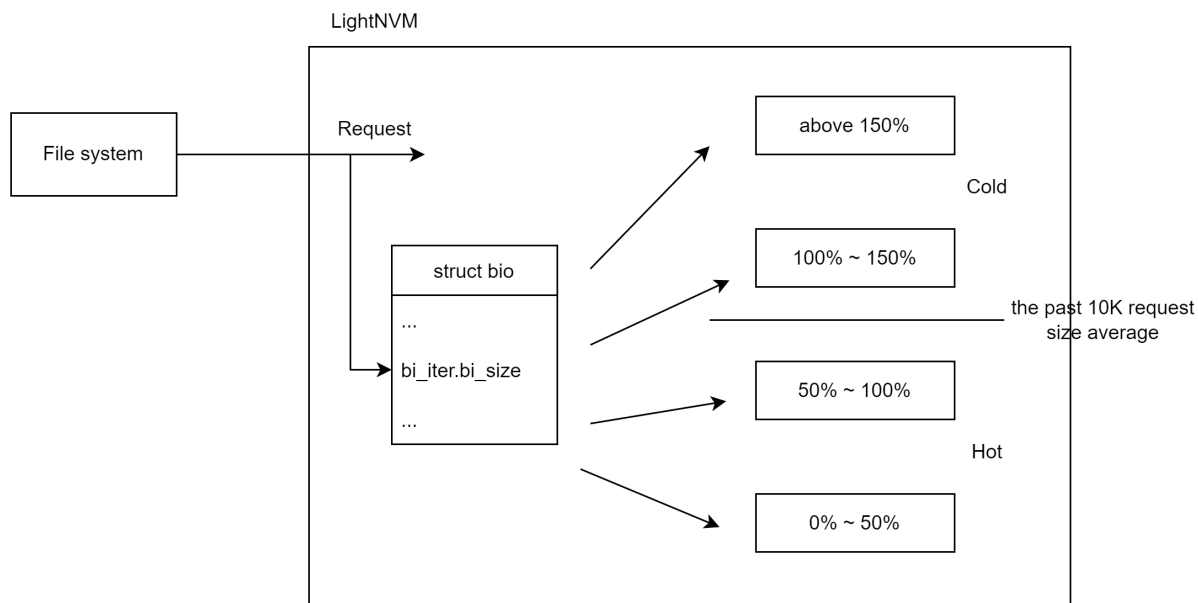 LightNVM
File system
Request
struct bio
...
bi_iter.bi_size
...
above 150%
Cold
100% ~ 150%
the past 10K request
size average
50% ~ 100%
Hot
0% ~ 50%